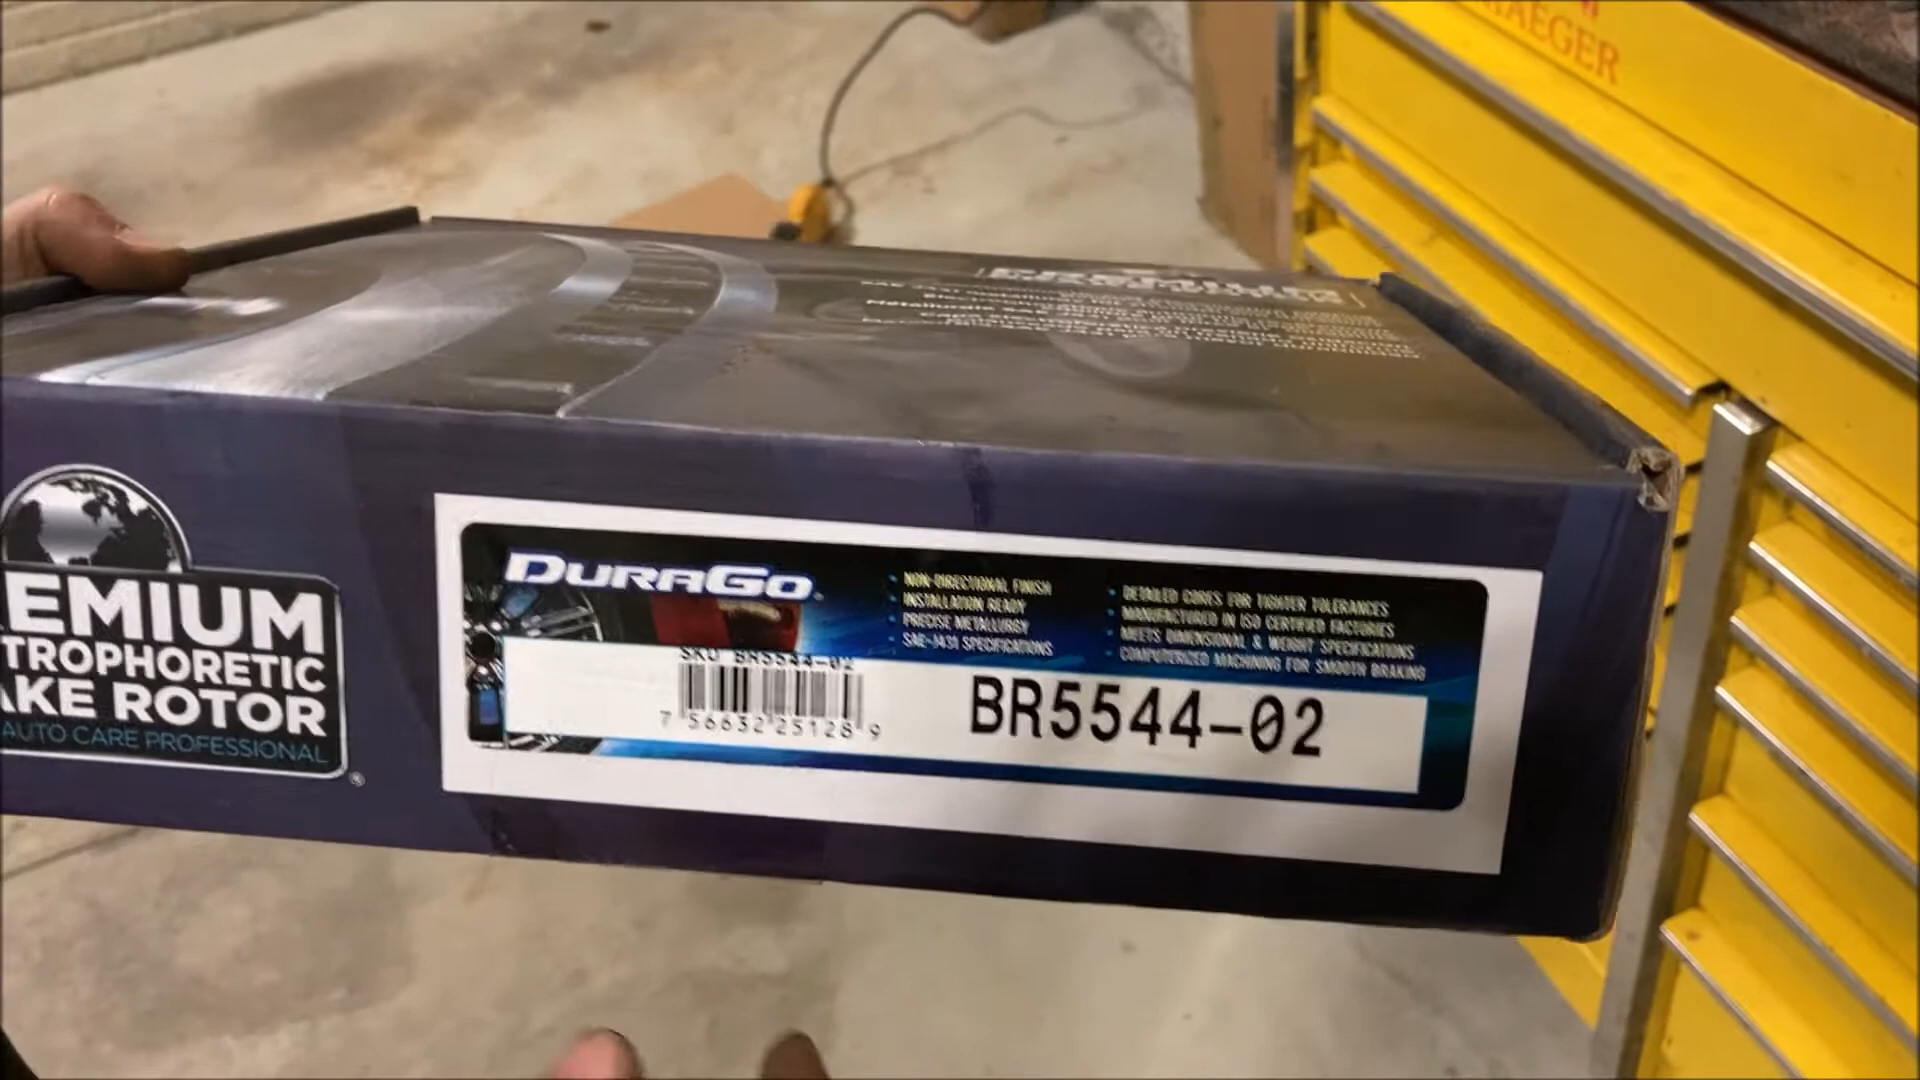 RAEGER
EMIUM
TROPHORETIC
AKE ROTOR
AUTO CARE PROFESSIONAL
®
DURAGO
NON-DIRECTIONAL FINISH
INSTALLATION READY
PRECISE METALLURGY
SAE-J431 SPECIFICATIONS
DETAILED CORES FOR TIGHTER TOLERANCES
MANUFACTURED IN ISO CERTIFIED FACTORIES
MEETS DIMENSIONAL & WEIGHT SPECIFICATIONS
COMPUTERIZED MACHINING FOR SMOOTH BRAKING
SKU BR5544-02
7 56632 25128 9
BR5544-02